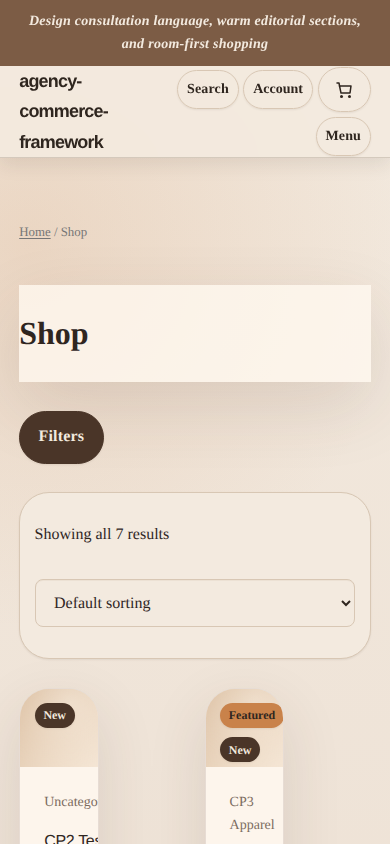 Design consultation language, warm editorial sections,
and room-first shopping
agency-
commerce-
framework
Search
Account
Menu
Home / Shop
Shop
Filters
Showing all 7 results
Default sorting
New
Featured
New
Uncatego
CP3
Apparel
CP2 Tes